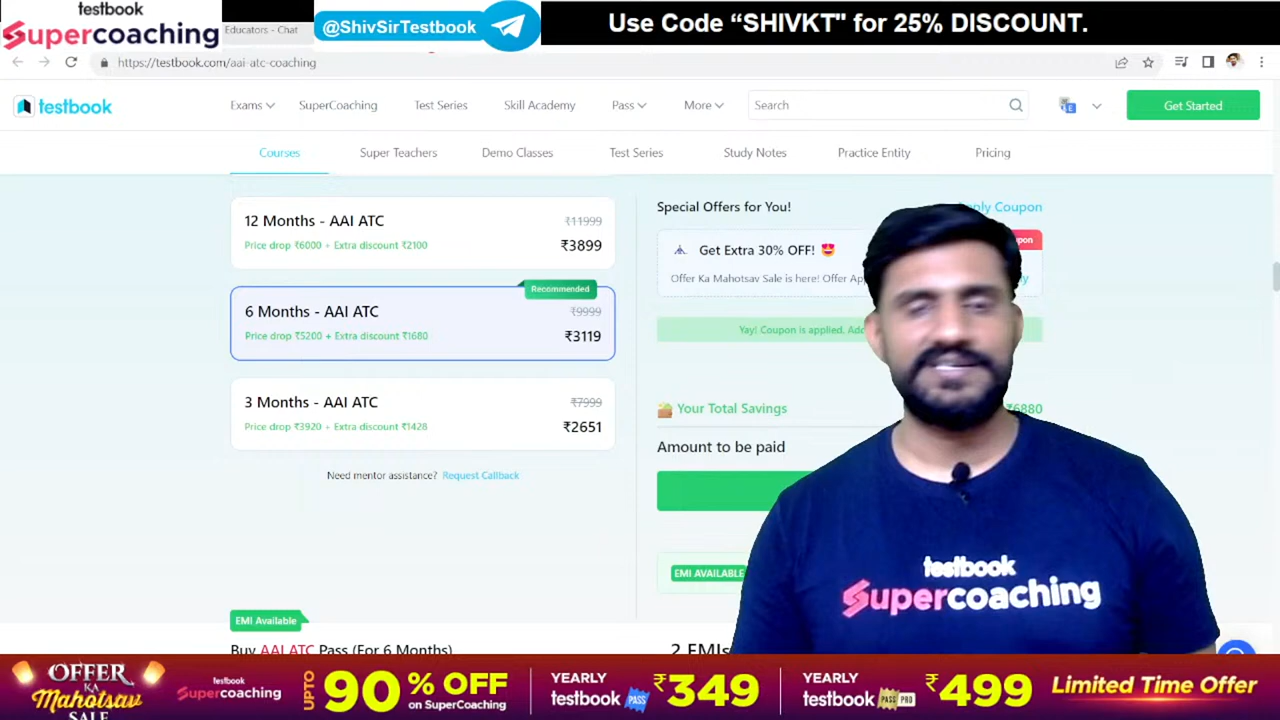 testbook
Supercoaching
Educators - Chat
@ShivSirTestbook
Use Code “SHIVKT" for 25% DISCOUNT.
https://testbook.com/aai-atc-coaching
testbook
Exams
SuperCoaching
Test Series
Skill Academy
Pass
More
Search
E
Get Started
Courses
Super Teachers
Demo Classes
Test Series
Study Notes
Practice Entity
Pricing
12 Months - AAI ATC
₹11999
Price drop ₹6000 + Extra discount ₹2100
₹3899
Recommended
6 Months - AAI ATC
₹9999
Price drop ₹5200 + Extra discount ₹1680
₹3119
3 Months - AAI ATC
₹7999
Price drop ₹3920 + Extra discount ₹1428
₹2651
Need mentor assistance? Request Callback
Special Offers for You!
Coupon
Get Extra 30% OFF! 😍
Offer Ka Mahotsav Sale is here! Offer
Yay! Coupon is applied.
Your Total Savings
₹6880
Amount to be paid
EMI AVAILABLE
EMI Available
Buy AAI ATC Pass (For 6 Months)
2 EMIs
testbook
Supercoaching
OFFER
KA
Mahotsav
SALE
testbook
Supercoaching
UPTO
90% OFF
on SuperCoaching
YEARLY
testbook PASS
₹349
YEARLY
testbook PASS PRO
₹499
Limited Time Offer